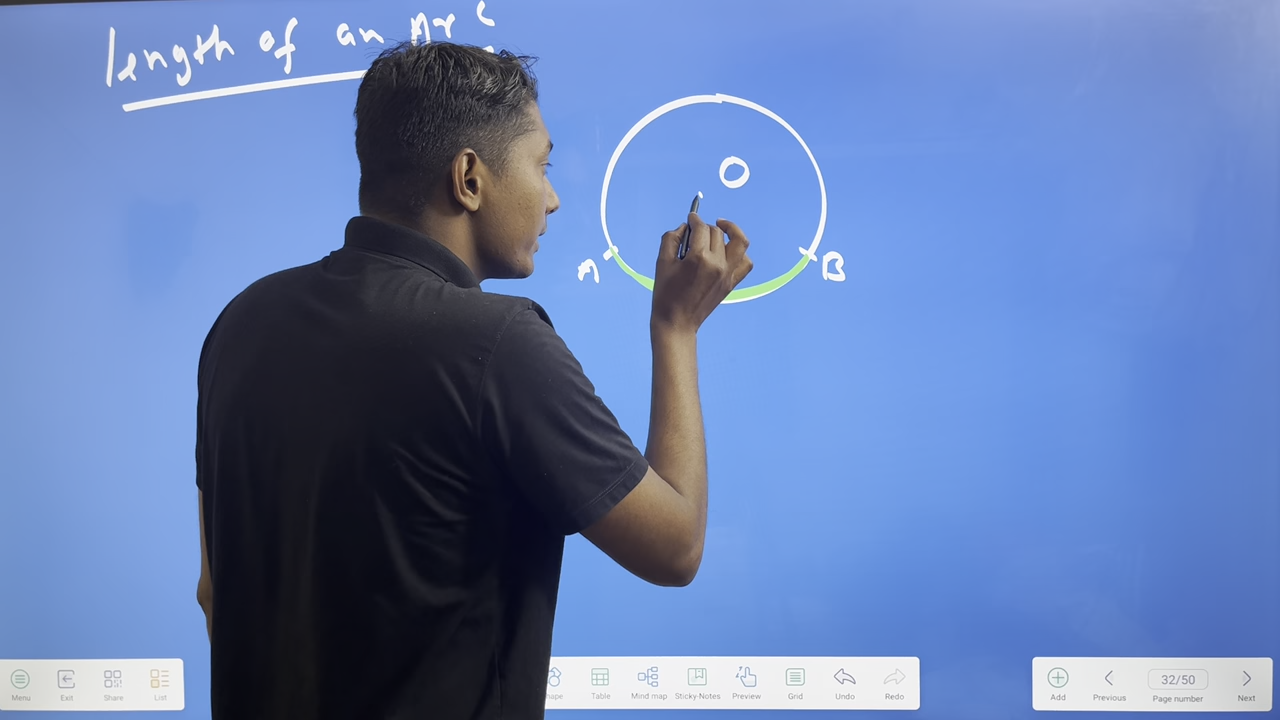 length of an Arc
O
A
B
Menu
Exit
Share
List
hape
Table
Mind map
Sticky-Notes
Preview
Grid
Undo
Redo
Add
Previous
32/50
Page number
Next